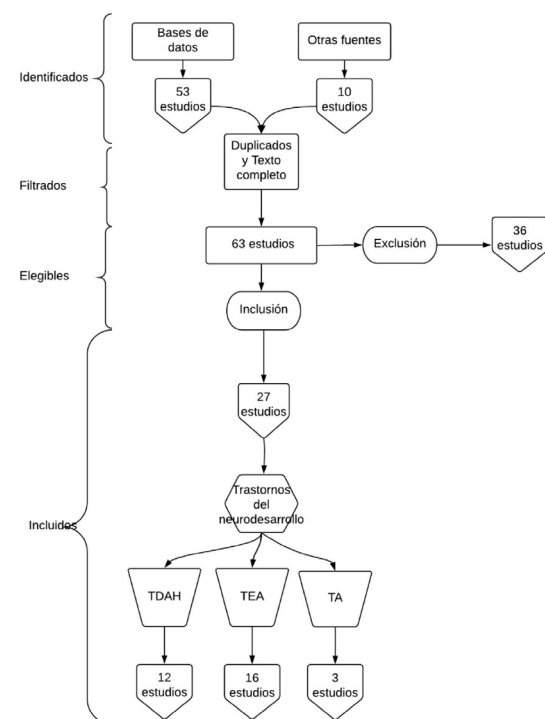 Bases de
datos
Otras fuentes
Identificados
53
estudios
10
estudios
Duplicados
y Texto
completo
Filtrados
63 estudios
Exclusión
36
estudios
Elegibles
Inclusión
27
estudios
Trastornos
del
neurodesarrollo
Incluidos
TDAH
TEA
TA
12
estudios
16
estudios
3
estudios